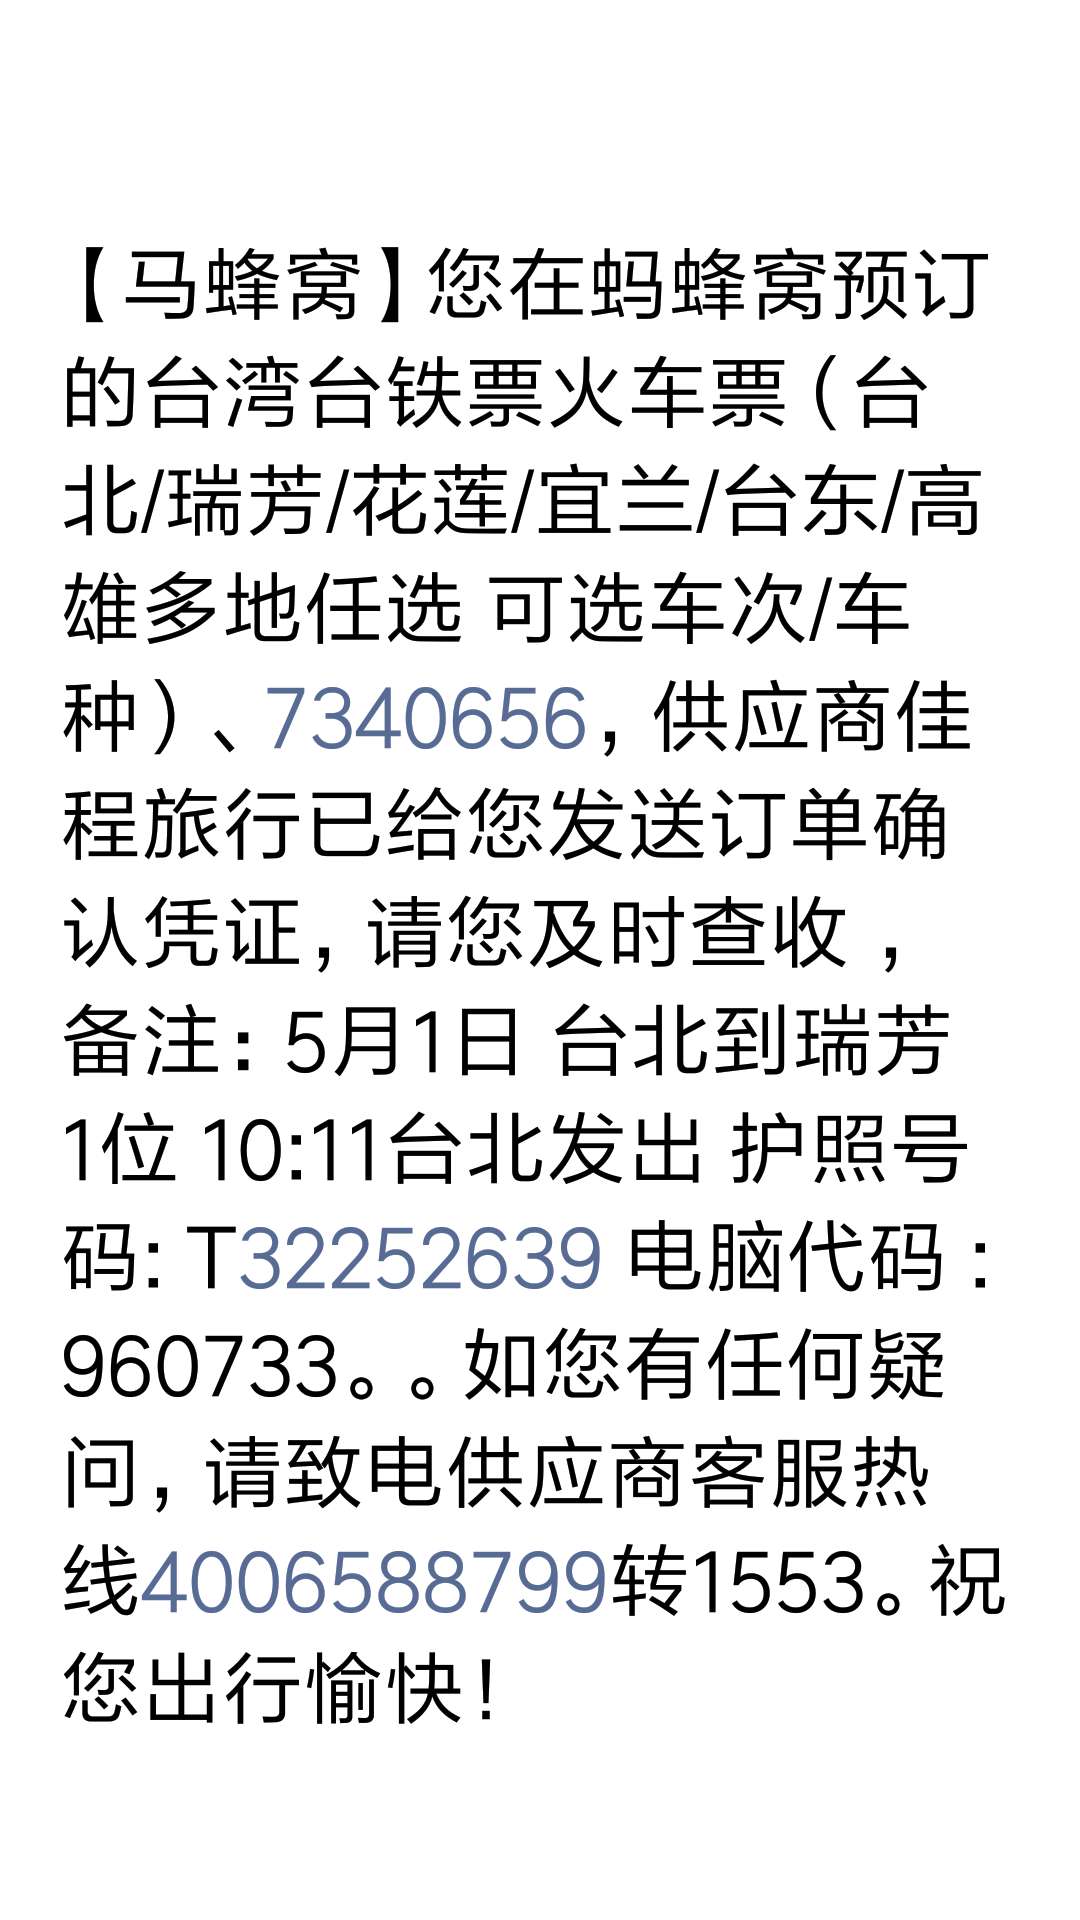 【马蜂窝】您在蚂蜂窝预订
的台湾台铁票火车票（台
北/瑞芳/花莲/宜兰/台东/高
雄多地任选 可选车次/车
种）、7340656，供应商佳
程旅行已给您发送订单确
认凭证，请您及时查收 ，
备注：5月1日 台北到瑞芳
1位 10:11台北发出 护照号
码: T32252639 电脑代码：
960733。。如您有任何疑
问，请致电供应商客服热
线4006588799转1553。祝
您出行愉快！